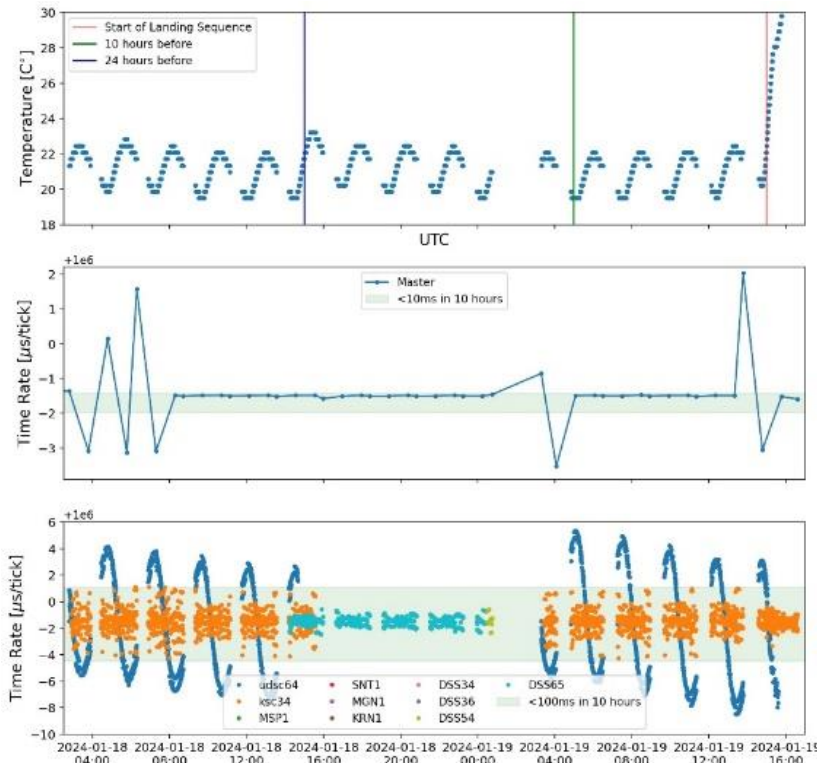 30
28
26
24
22
20
18
Temperature [C°]
Start of Landing Sequence
10 hours before
24 hours before
UTC
+1e6
2
1
0
−1
−2
−3
Time Rate [μs/tick]
Master
<10ms in 10 hours
+1e6
6
4
2
0
−2
−4
−6
−8
−10
Time Rate [μs/tick]
udsc64 SNT1 DSS34 DSS65
ksc34 MGN1 DSS36 <100ms in 10 hours
MSP1 KRN1 DSS54
2024-01-18 2024-01-18 2024-01-18 2024-01-18 2024-01-18 2024-01-19 2024-01-19 2024-01-19 2024-01-19 2024-01-19
04:00 08:00 12:00 16:00 20:00 00:00 04:00 08:00 12:00 16:00